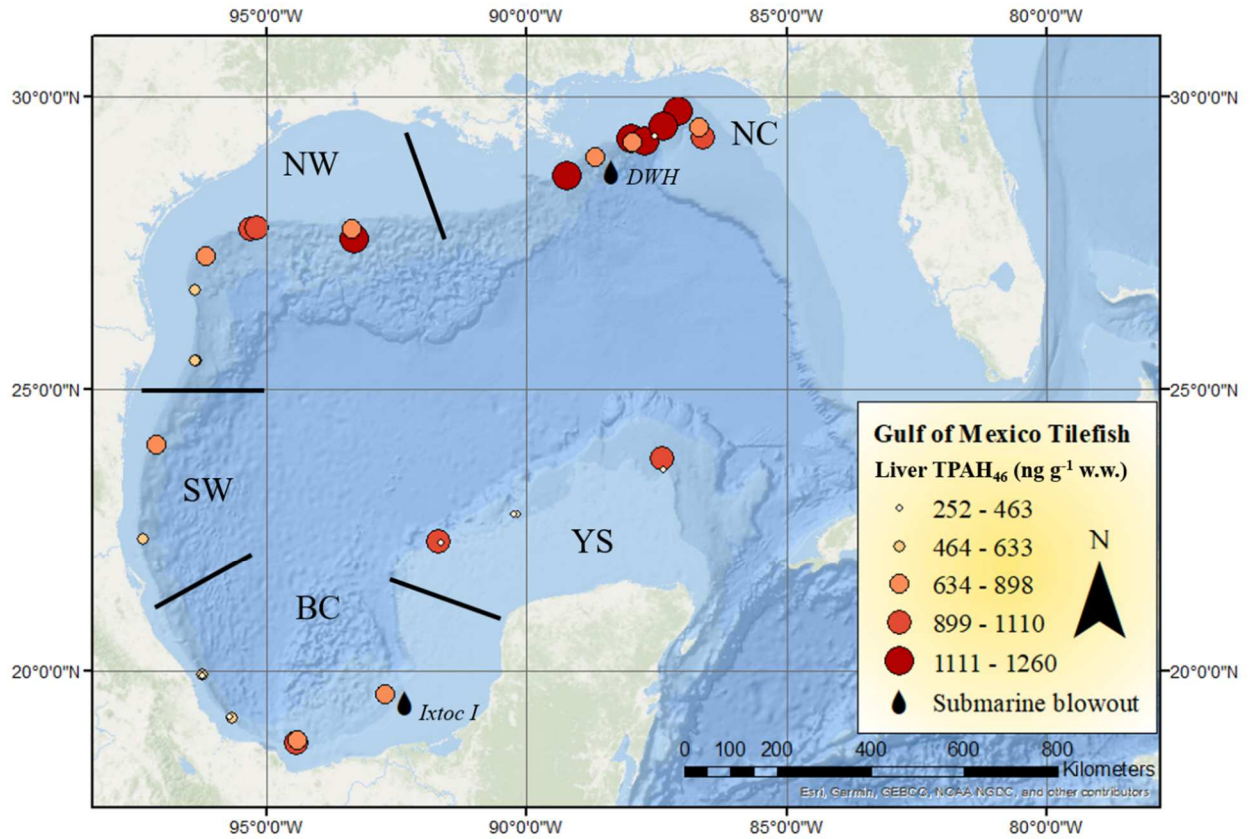 95°0'0"W 90°0'0"W 85°0'0"W 80°0'0"W
30°0'0"N 30°0'0"N
NC
NW
DWH
25°0'0"N 25°0'0"N
Gulf of Mexico Tilefish
Liver TPAH46 (ng g-1 w.w.)
252 - 463
464 - 633
634 - 898
899 - 1110
1111 - 1260
Submarine blowout
N
SW
YS
BC
20°0'0"N 20°0'0"N
Ixtoc I
0 100 200 400 600 800
Kilometers
Esri, Garmin, GEBCO, NOAA NGDC, and other contributors
95°0'0"W 90°0'0"W 85°0'0"W 80°0'0"W